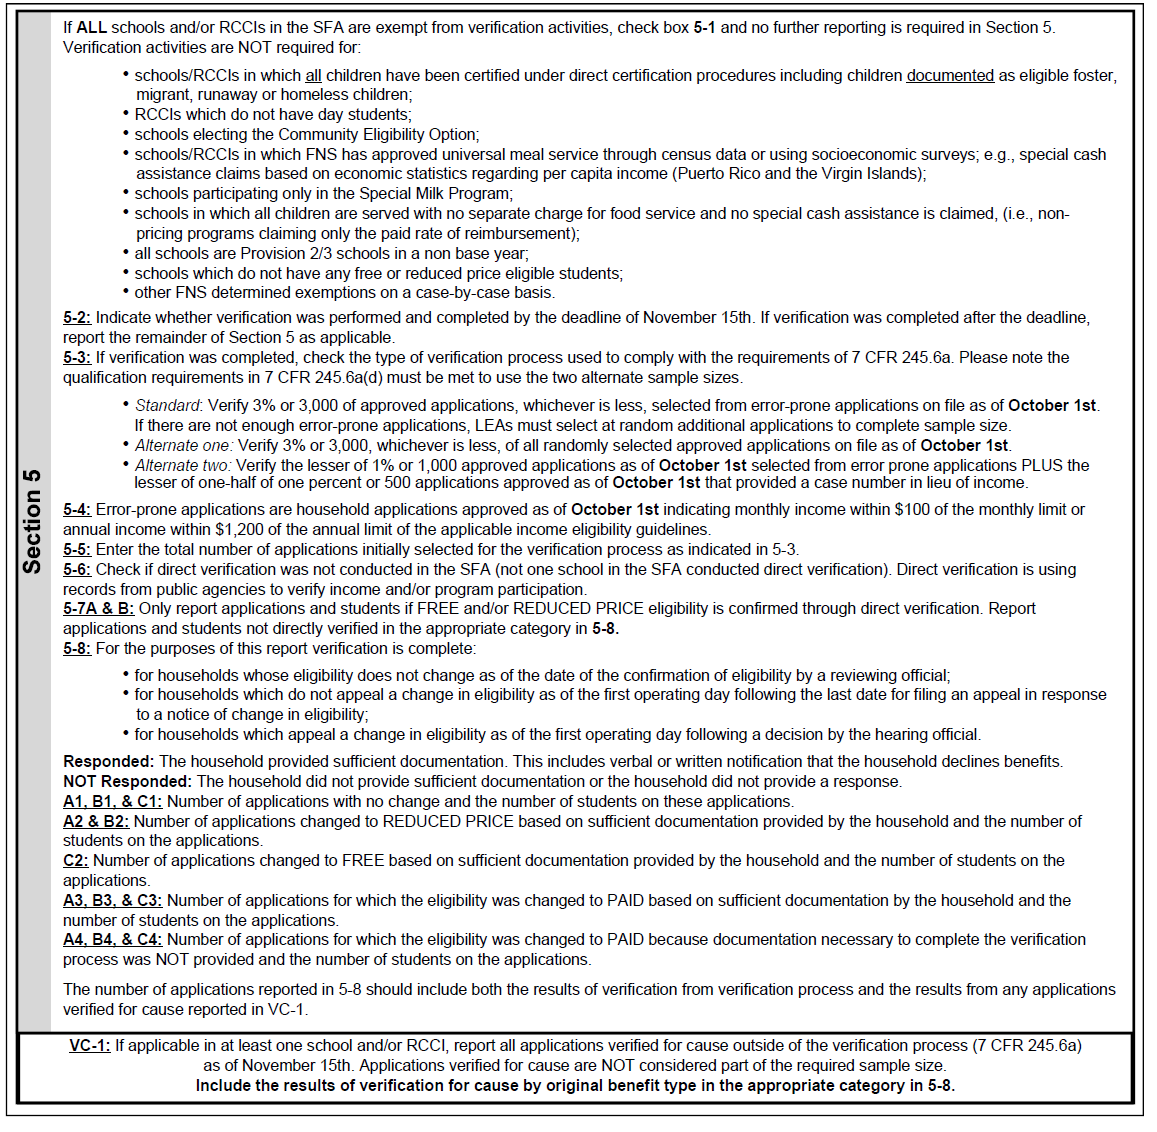 If ALL schools and/or RCCIs in the SFA are exempt from verification activities, check box 5-1 and no further reporting is required in Section 5.
Verification activities are NOT required for:
• schools/RCCIs in which all children have been certified under direct certification procedures including children documented as eligible foster,
migrant, runaway or homeless children;
• RCCIs which do not have day students;
• schools electing the Community Eligibility Option;
• schools/RCCIs in which FNS has approved universal meal service through census data or using socioeconomic surveys; e.g., special cash
assistance claims based on economic statistics regarding per capita income (Puerto Rico and the Virgin Islands);
• schools participating only in the Special Milk Program;
• schools in which all children are served with no separate charge for food service and no special cash assistance is claimed, (i.e., non-
pricing programs claiming only the paid rate of reimbursement);
• all schools are Provision 2/3 schools in a non base year;
• schools which do not have any free or reduced price eligible students;
• other FNS determined exemptions on a case-by-case basis.
5-2: Indicate whether verification was performed and completed by the deadline of November 15th. If verification was completed after the deadline,
report the remainder of Section 5 as applicable.
5-3: If verification was completed, check the type of verification process used to comply with the requirements of 7 CFR 245.6a. Please note the
qualification requirements in 7 CFR 245.6a(d) must be met to use the two alternate sample sizes.
• Standard: Verify 3% or 3,000 of approved applications, whichever is less, selected from error-prone applications on file as of October 1st.
If there are not enough error-prone applications, LEAs must select at random additional applications to complete sample size.
• Alternate one: Verify 3% or 3,000, whichever is less, of all randomly selected approved applications on file as of October 1st.
• Alternate two: Verify the lesser of 1% or 1,000 approved applications as of October 1st selected from error prone applications PLUS the
lesser of one-half of one percent or 500 applications approved as of October 1st that provided a case number in lieu of income.
Section 5
5-4: Error-prone applications are household applications approved as of October 1st indicating monthly income within $100 of the monthly limit or
annual income within $1,200 of the annual limit of the applicable income eligibility guidelines.
5-5: Enter the total number of applications initially selected for the verification process as indicated in 5-3.
5-6: Check if direct verification was not conducted in the SFA (not one school in the SFA conducted direct verification). Direct verification is using
records from public agencies to verify income and/or program participation.
5-7A & B: Only report applications and students if FREE and/or REDUCED PRICE eligibility is confirmed through direct verification. Report
applications and students not directly verified in the appropriate category in 5-8.
5-8: For the purposes of this report verification is complete:
• for households whose eligibility does not change as of the date of the confirmation of eligibility by a reviewing official;
• for households which do not appeal a change in eligibility as of the first operating day following the last date for filing an appeal in response
to a notice of change in eligibility;
• for households which appeal a change in eligibility as of the first operating day following a decision by the hearing official.
Responded: The household provided sufficient documentation. This includes verbal or written notification that the household declines benefits.
NOT Responded: The household did not provide sufficient documentation or the household did not provide a response.
A1, B1, & C1: Number of applications with no change and the number of students on these applications.
A2 & B2: Number of applications changed to REDUCED PRICE based on sufficient documentation provided by the household and the number of
students on the applications.
C2: Number of applications changed to FREE based on sufficient documentation provided by the household and the number of students on the
applications.
A3, B3, & C3: Number of applications for which the eligibility was changed to PAID based on sufficient documentation by the household and the
number of students on the applications.
A4, B4, & C4: Number of applications for which the eligibility was changed to PAID because documentation necessary to complete the verification
process was NOT provided and the number of students on the applications.
The number of applications reported in 5-8 should include both the results of verification from verification process and the results from any applications
verified for cause reported in VC-1.
VC-1: If applicable in at least one school and/or RCCI, report all applications verified for cause outside of the verification process (7 CFR 245.6a)
as of November 15th. Applications verified for cause are NOT considered part of the required sample size.
Include the results of verification for cause by original benefit type in the appropriate category in 5-8.